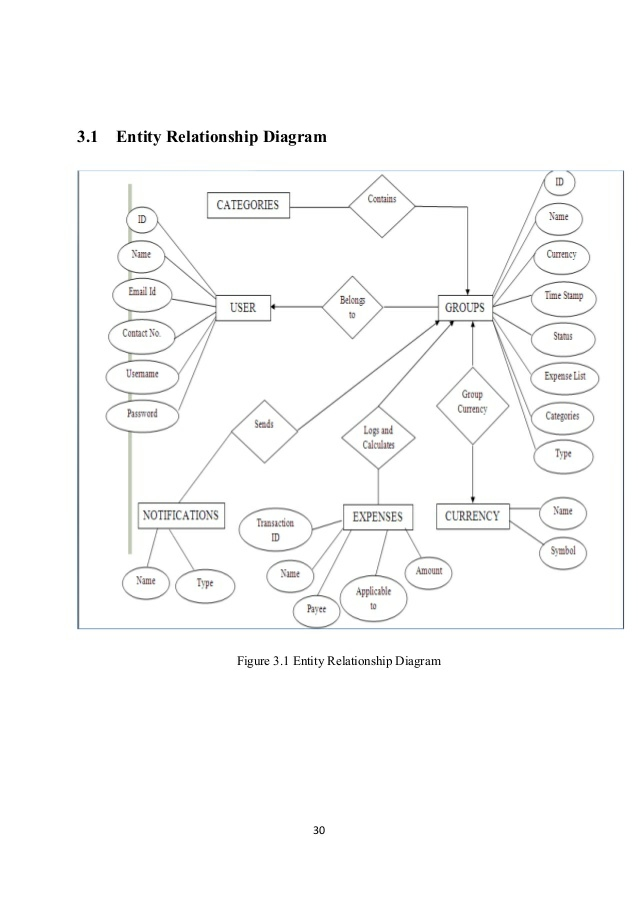 3.1 Entity Relationship Diagram
ID
CATEGORIES
Contains
ID
Name
Name
Currency
Email Id
USER
Belongs
to
GROUPS
Time Stamp
Contact No.
Status
Username
Expense List
Password
Sends
Logs and
Calculates
Group
Currency
Categories
Type
NOTIFICATIONS
Transaction
ID
EXPENSES
CURRENCY
Name
Symbol
Name
Type
Name
Payee
Applicable
to
Amount
Figure 3.1 Entity Relationship Diagram
30